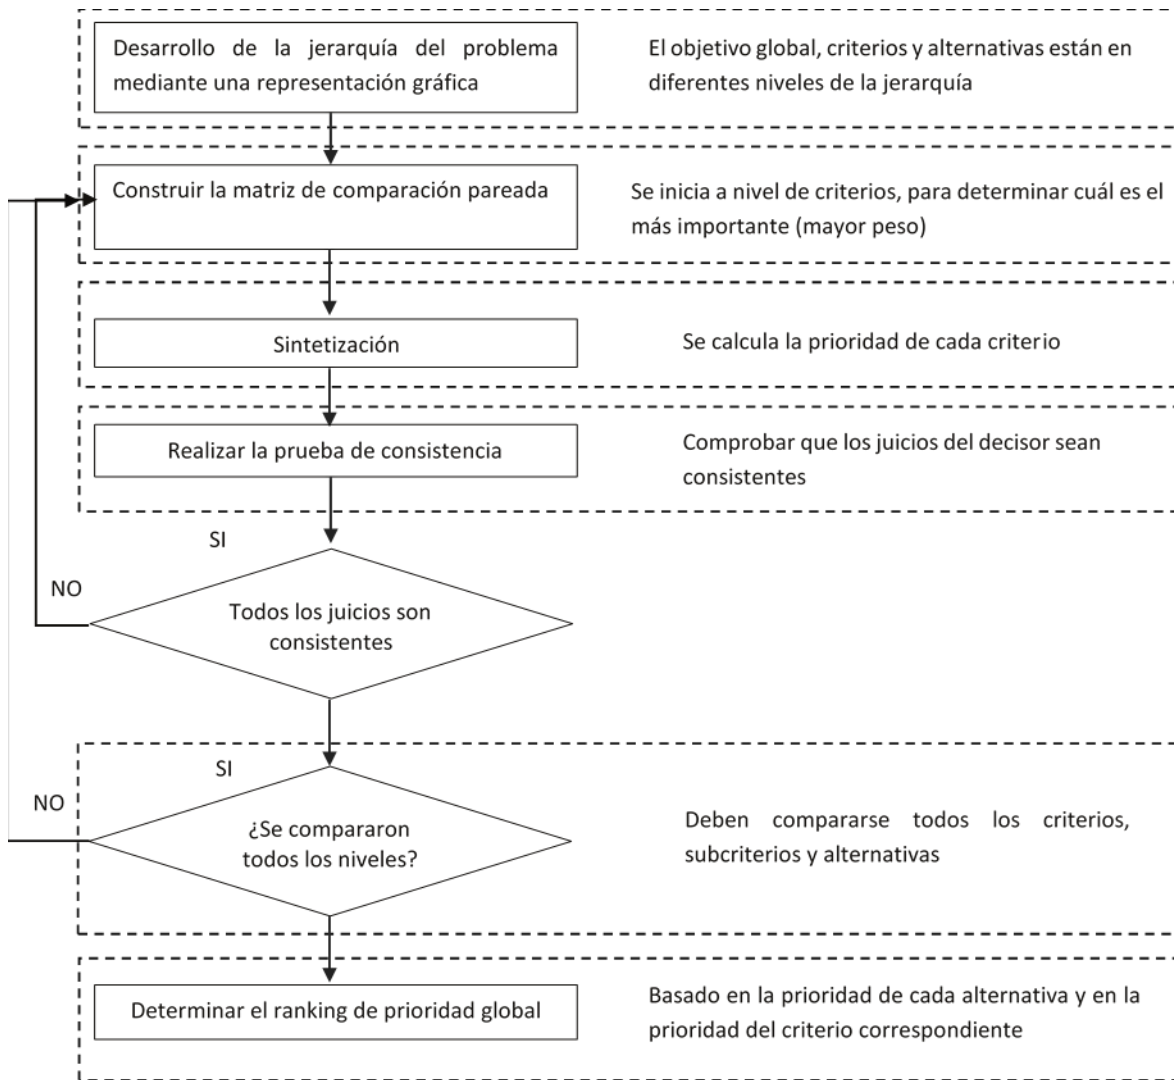 Desarrollo de la jerarquía del problema
mediante una representación gráfica
El objetivo global, criterios y alternativas están en
diferentes niveles de la jerarquía
Construir la matriz de comparación pareada
Se inicia a nivel de criterios, para determinar cuál es el
más importante (mayor peso)
Sintetización
Se calcula la prioridad de cada criterio
Realizar la prueba de consistencia
Comprobar que los juicios del decisor sean
consistentes
SI
NO
Todos los juicios son
consistentes
SI
NO
¿Se compararon
todos los niveles?
Deben compararse todos los criterios,
subcriterios y alternativas
Determinar el ranking de prioridad global
Basado en la prioridad de cada alternativa y en la
prioridad del criterio correspondiente